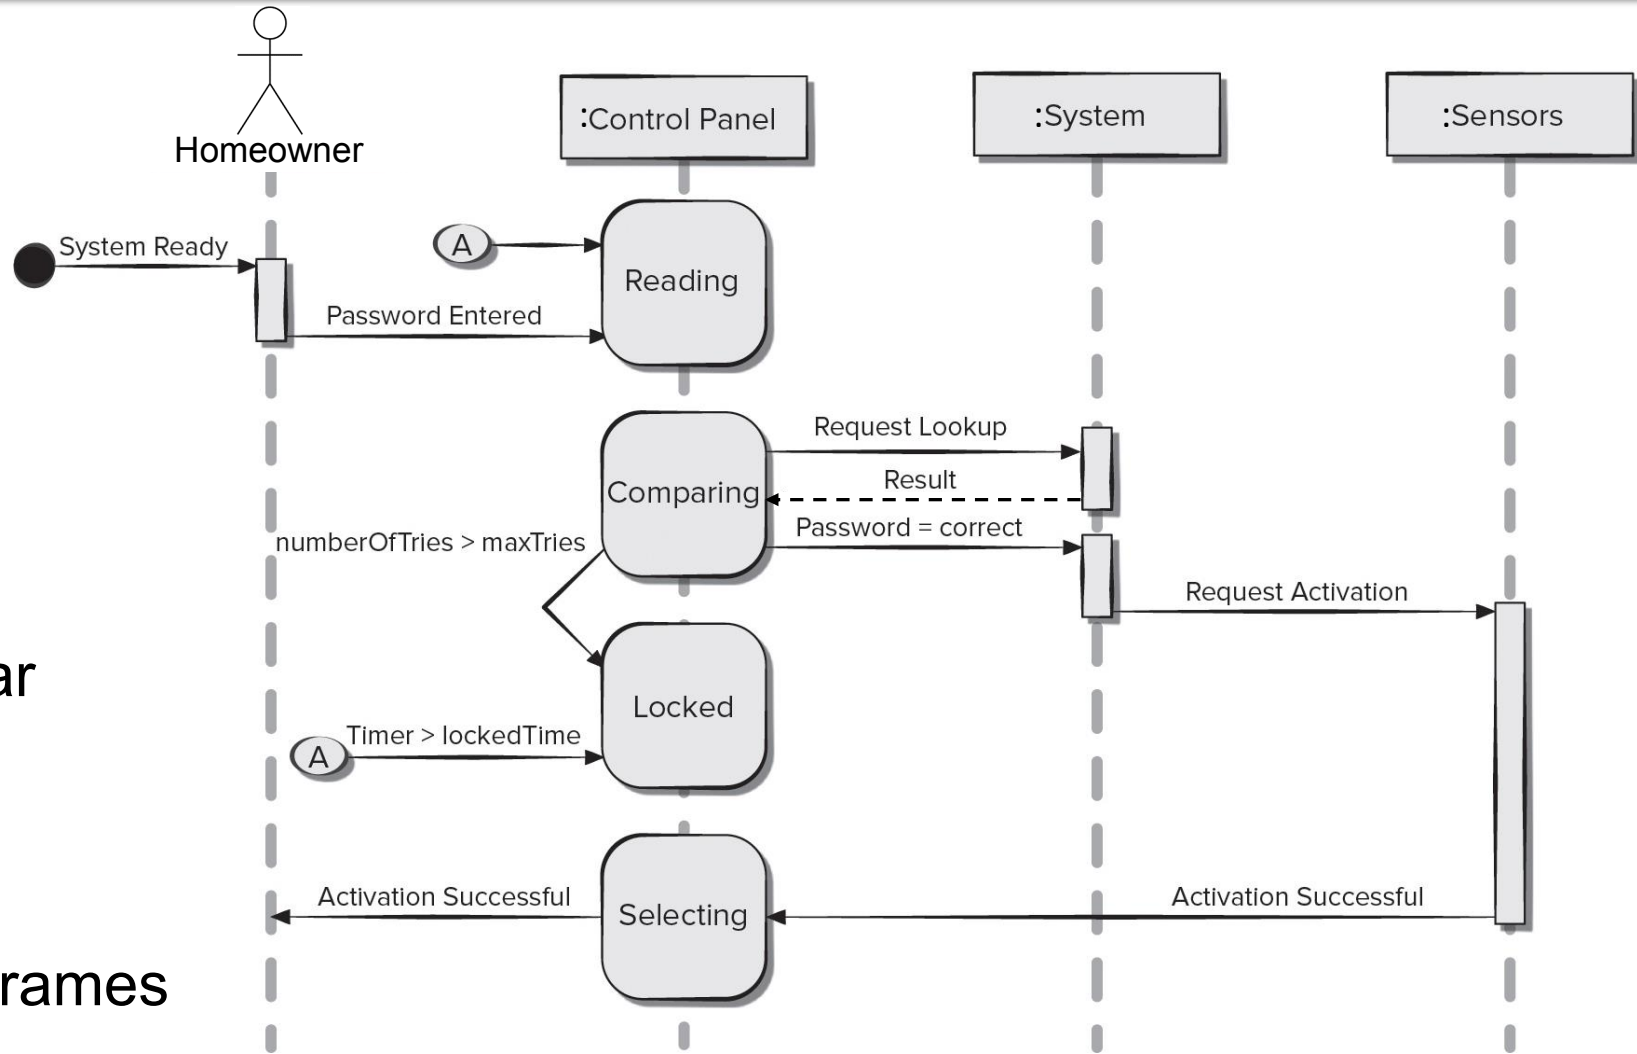 Homeowner
:Control Panel
:System
:Sensors
System Ready
A
Reading
Password Entered
Request Lookup
Comparing
Result
Password = correct
numberOfTries > maxTries
Request Activation
ar
Locked
Timer > lockedTime
A
Activation Successful
Selecting
Activation Successful
rames